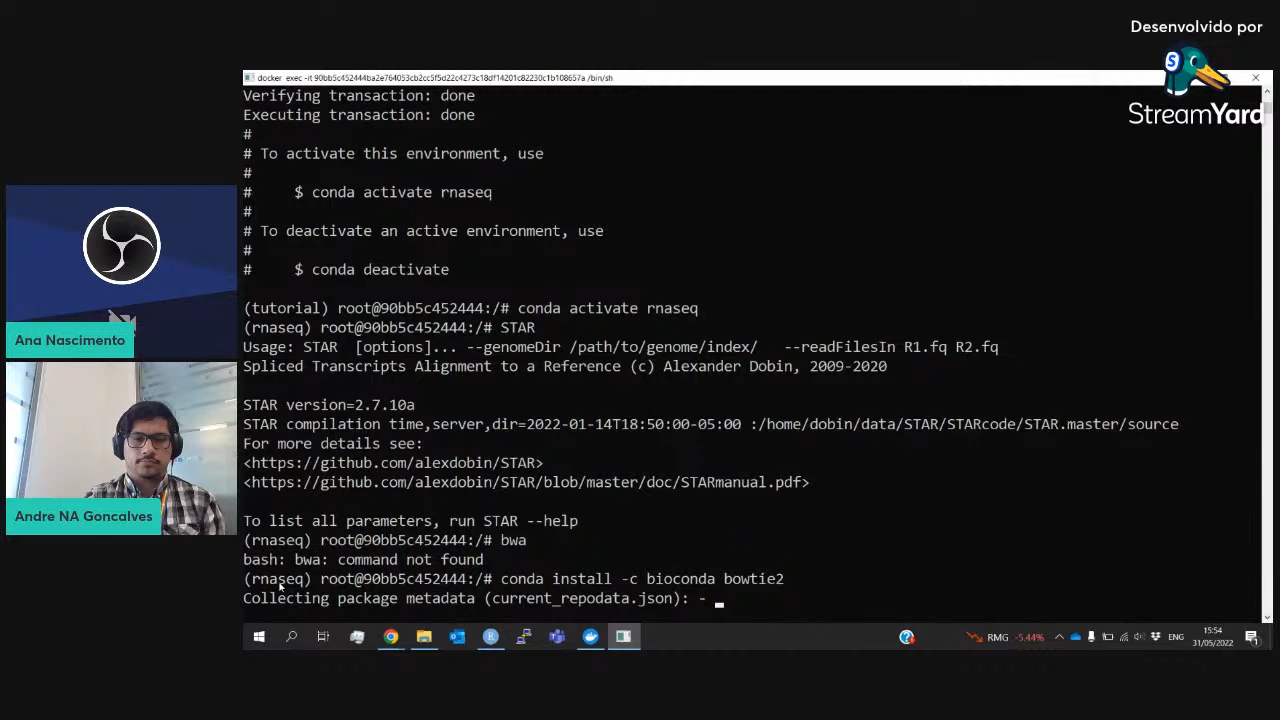 Desenvolvido por
StreamYard
docker exec -it 90bb5c452444ba2e764053cb2cc5f5d22c4273c18df14201c82230c1b108657a /bin/sh
Verifying transaction: done
Executing transaction: done
#
# To activate this environment, use
#
#     $ conda activate rnaseq
#
# To deactivate an active environment, use
#
#     $ conda deactivate
(tutorial) root@90bb5c452444:/# conda activate rnaseq
(rnaseq) root@90bb5c452444:/# STAR
Usage: STAR  [options]... --genomeDir /path/to/genome/index/   --readFilesIn R1.fq R2.fq
Spliced Transcripts Alignment to a Reference (c) Alexander Dobin, 2009-2020
STAR version=2.7.10a
STAR compilation time,server,dir=2022-01-14T18:50:00-05:00 :/home/dobin/data/STAR/STARcode/STAR.master/source
For more details see:
<https://github.com/alexdobin/STAR>
<https://github.com/alexdobin/STAR/blob/master/doc/STARmanual.pdf>
To list all parameters, run STAR --help
(rnaseq) root@90bb5c452444:/# bwa
bash: bwa: command not found
(rnaseq) root@90bb5c452444:/# conda install -c bioconda bowtie2
Collecting package metadata (current_repodata.json): -
Ana Nascimento
Andre NA Goncalves
RMG -5.44%
ENG
15:54
31/05/2022